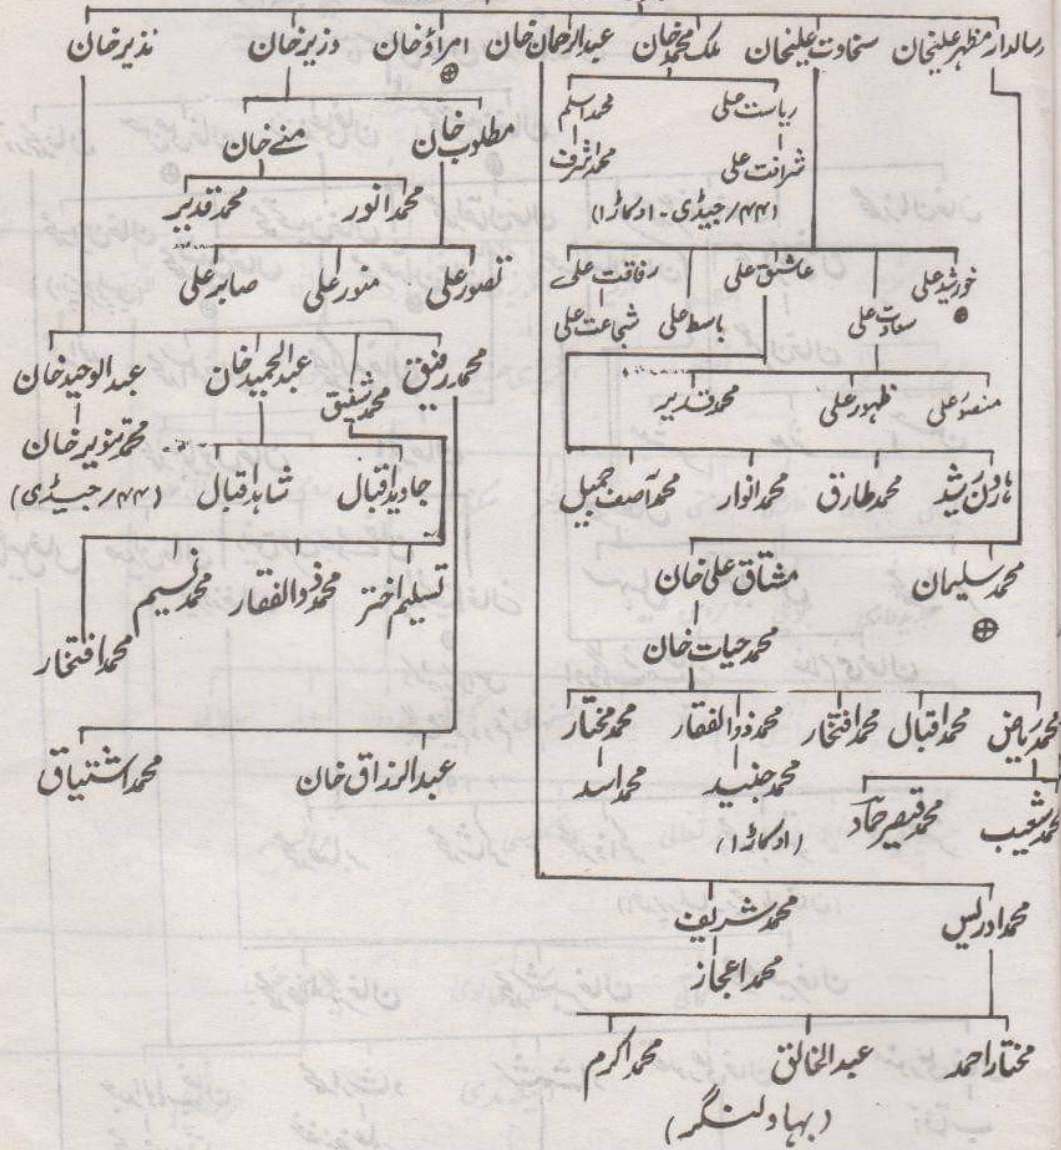 رسالدار مظہر علیخان سخاوت علیخان ملک محمد خان عبدالرحمان خان امراؤ خان وزیر خان نذیر خان
ریاست علی محمد اسلم مطلوب خان منے خان
شرافت علی محمد اشرف محمد انور محمد قدیر
(۴۴/جیڈی - اوکاڑا)
خورشید علی سعادت علی عاشق علی باسط علی رفاقت علی تصور علی منور علی صابر علی
شجاعت علی
منصور علی ظہور علی محمد قدیر محمد رفیق محمد شفیق عبدالحمید خان عبدالوحید خان
محمد تنویر خان
ہارون رشید محمد طارق محمد انوار محمد آصف جمیل جاوید اقبال شاہد اقبال (۴۴/جیڈی)
محمد سلیمان مشتاق علی خان تسلیم اختر محمد ذوالفقار محمد نسیم محمد افتخار
محمد حیات خان
محمد ریاض محمد اقبال محمد افتخار محمد ذوالفقار محمد مختار عبدالرزاق خان محمد اشتیاق
محمد شعیب محمد قیصر حماد محمد جنید محمد اسد
(اوکاڑا)
محمد ادریس محمد شریف
محمد اعجاز
مختار احمد عبدالخالق محمد اکرم
(بہاولنگر)